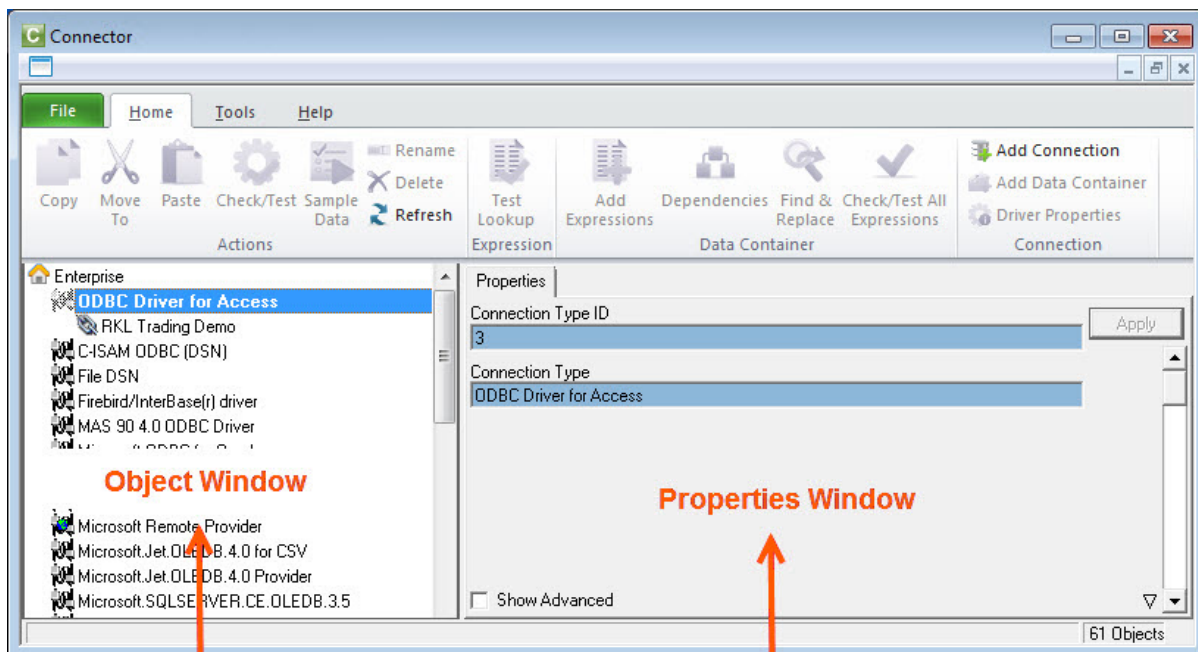 Connector
File Home Tools Help
Copy Move To Paste Check/Test Sample Data Rename Delete Refresh
Actions
Test Lookup
Expression
Add Expressions Dependencies Find & Replace Check/Test All Expressions
Data Container
Add Connection
Add Data Container
Driver Properties
Connection
Enterprise
ODBC Driver for Access
RKL Trading Demo
C-ISAM ODBC (DSN)
File DSN
Firebird/InterBase(r) driver
MAS 90 4.0 ODBC Driver
Object Window
Microsoft Remote Provider
Microsoft.Jet.OLEDB.4.0 for CSV
Microsoft.Jet.OLEDB.4.0 Provider
Microsoft.SQLSERVER.CE.OLEDB.3.5
Properties
Connection Type ID
3
Apply
Connection Type
ODBC Driver for Access
Properties Window
Show Advanced
61 Objects